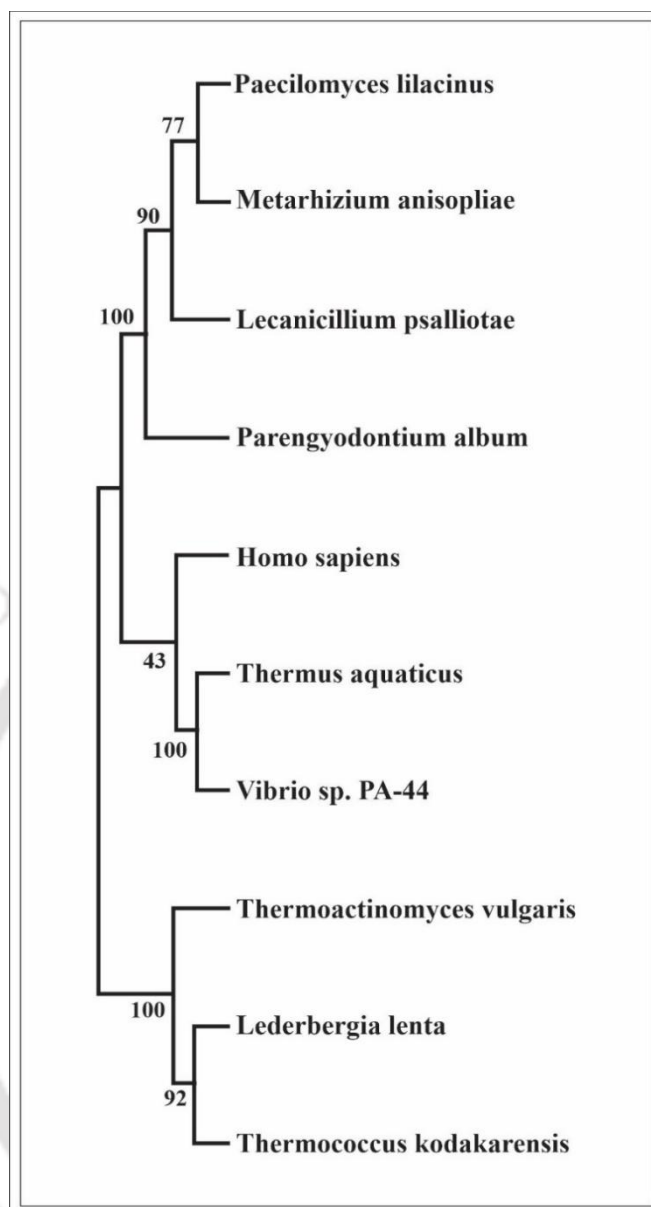 Paecilomyces lilacinus
77
Metarhizium anisopliae
90
100
Lecanicillium psalliotae
Parengyodontium album
Homo sapiens
43
Thermus aquaticus
100
Vibrio sp. PA-44
Thermoactinomyces vulgaris
100
Lederbergia lenta
92
Thermococcus kodakarensis